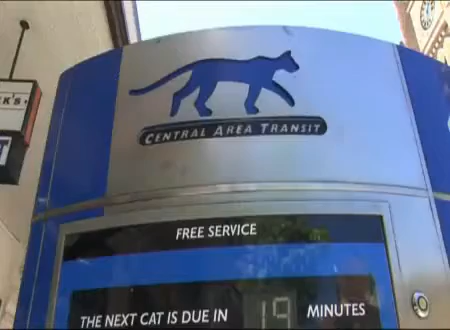 K'S
CENTRAL AREA TRANSIT
FREE SERVICE
THE NEXT CAT IS DUE IN 19 MINUTES